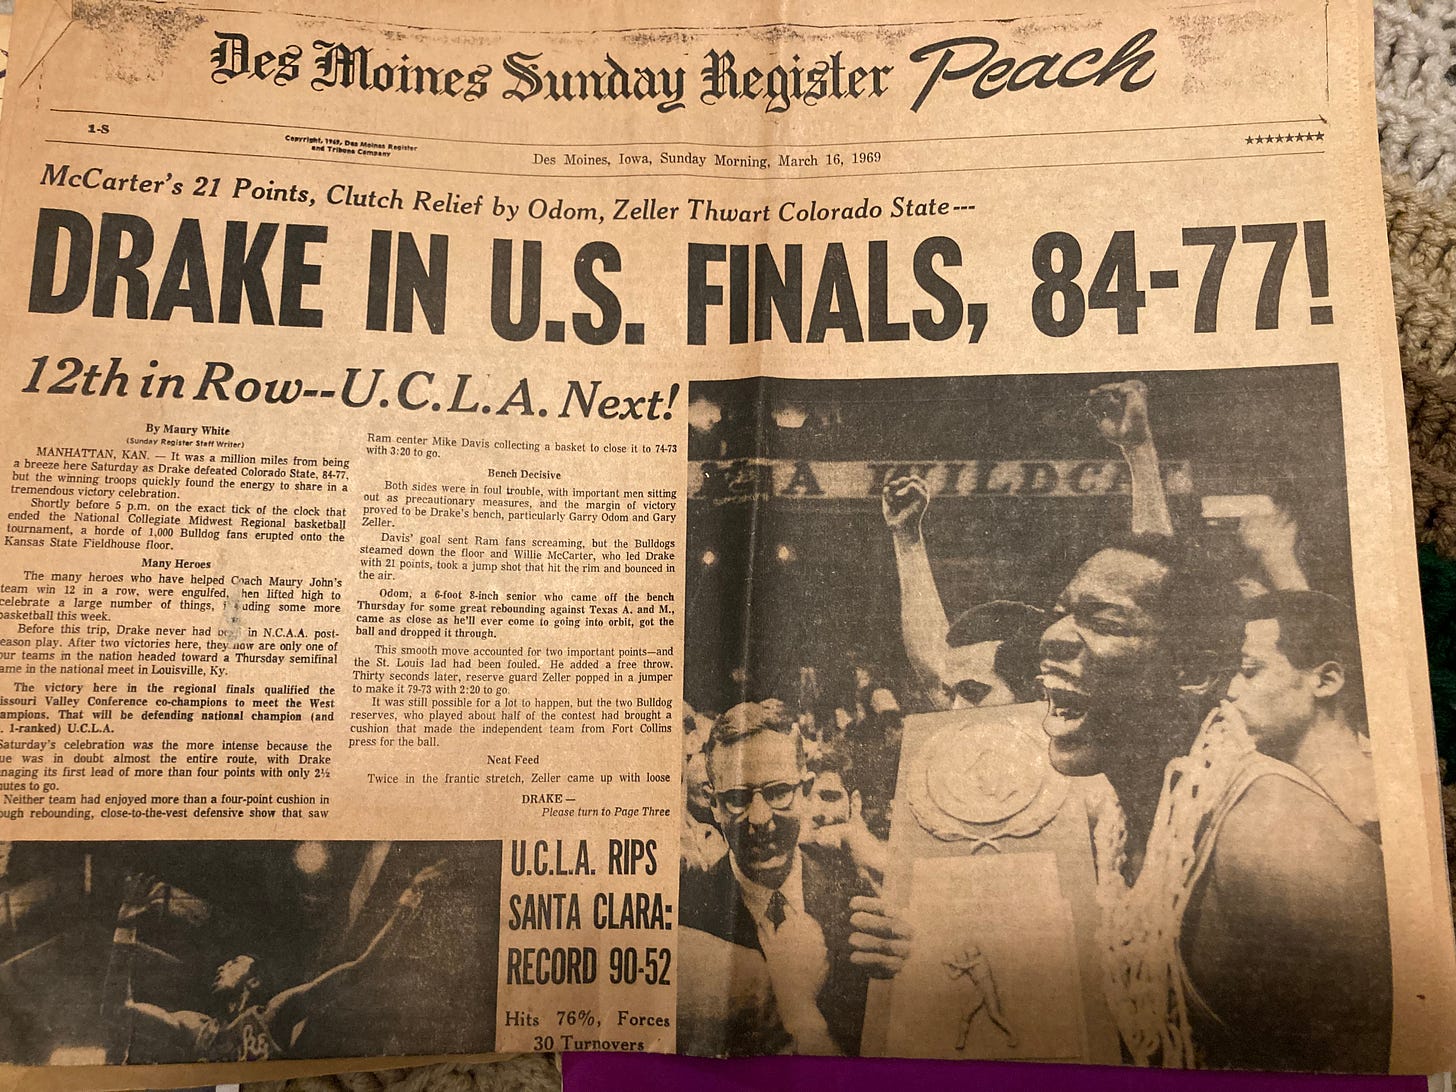 Des Moines Sunday Register Peach
1-S
Copyright, 1969, Des Moines Register
and Tribune Company
Des Moines, Iowa, Sunday Morning, March 16, 1969
★★★★★★★★
McCarter's 21 Points, Clutch Relief by Odom, Zeller Thwart Colorado State---
DRAKE IN U.S. FINALS, 84-77!
12th in Row--U.C.L.A. Next!
By Maury White
(Sunday Register Staff Writer)
MANHATTAN, KAN. — It was a million miles from being
a breeze here Saturday as Drake defeated Colorado State, 84-77,
but the winning troops quickly found the energy to share in a
tremendous victory celebration.
Shortly before 5 p.m. on the exact tick of the clock that
ended the National Collegiate Midwest Regional basketball
tournament, a horde of 1,000 Bulldog fans erupted onto the
Kansas State Fieldhouse floor.
Many Heroes
The many heroes who have helped Coach Maury John's
team win 12 in a row, were engulfed, hen lifted high to
celebrate a large number of things, i uding some more
basketball this week.
Before this trip, Drake never had been in N.C.A.A. post-
eason play. After two victories here, they now are only one of
our teams in the nation headed toward a Thursday semifinal
ame in the national meet in Louisville, Ky.
The victory here in the regional finals qualified the
issouri Valley Conference co-champions to meet the West
ampions. That will be defending national champion (and
. 1-ranked) U.C.L.A.
Saturday's celebration was the more intense because the
ue was in doubt almost the entire route, with Drake
naging its first lead of more than four points with only 2½
nutes to go.
Neither team had enjoyed more than a four-point cushion in
ough rebounding, close-to-the-vest defensive show that saw
Ram center Mike Davis collecting a basket to close it to 74-73
with 3:20 to go.
Bench Decisive
Both sides were in foul trouble, with important men sitting
out as precautionary measures, and the margin of victory
proved to be Drake's bench, particularly Garry Odom and Gary
Zeller.
Davis' goal sent Ram fans screaming, but the Bulldogs
steamed down the floor and Willie McCarter, who led Drake
with 21 points, took a jump shot that hit the rim and bounced in
the air.
Odom, a 6-foot 8-inch senior who came off the bench
Thursday for some great rebounding against Texas A. and M.,
came as close as he'll ever come to going into orbit, got the
ball and dropped it through.
This smooth move accounted for two important points—and
the St. Louis lad had been fouled. He added a free throw.
Thirty seconds later, reserve guard Zeller popped in a jumper
to make it 79-73 with 2:20 to go.
It was still possible for a lot to happen, but the two Bulldog
reserves, who played about half of the contest had brought a
cushion that made the independent team from Fort Collins
press for the ball.
Neat Feed
Twice in the frantic stretch, Zeller came up with loose
DRAKE —
Please turn to Page Three
A WILDC
U.C.L.A. RIPS
SANTA CLARA:
RECORD 90-52
Hits 76%, Forces
30 Turnovers